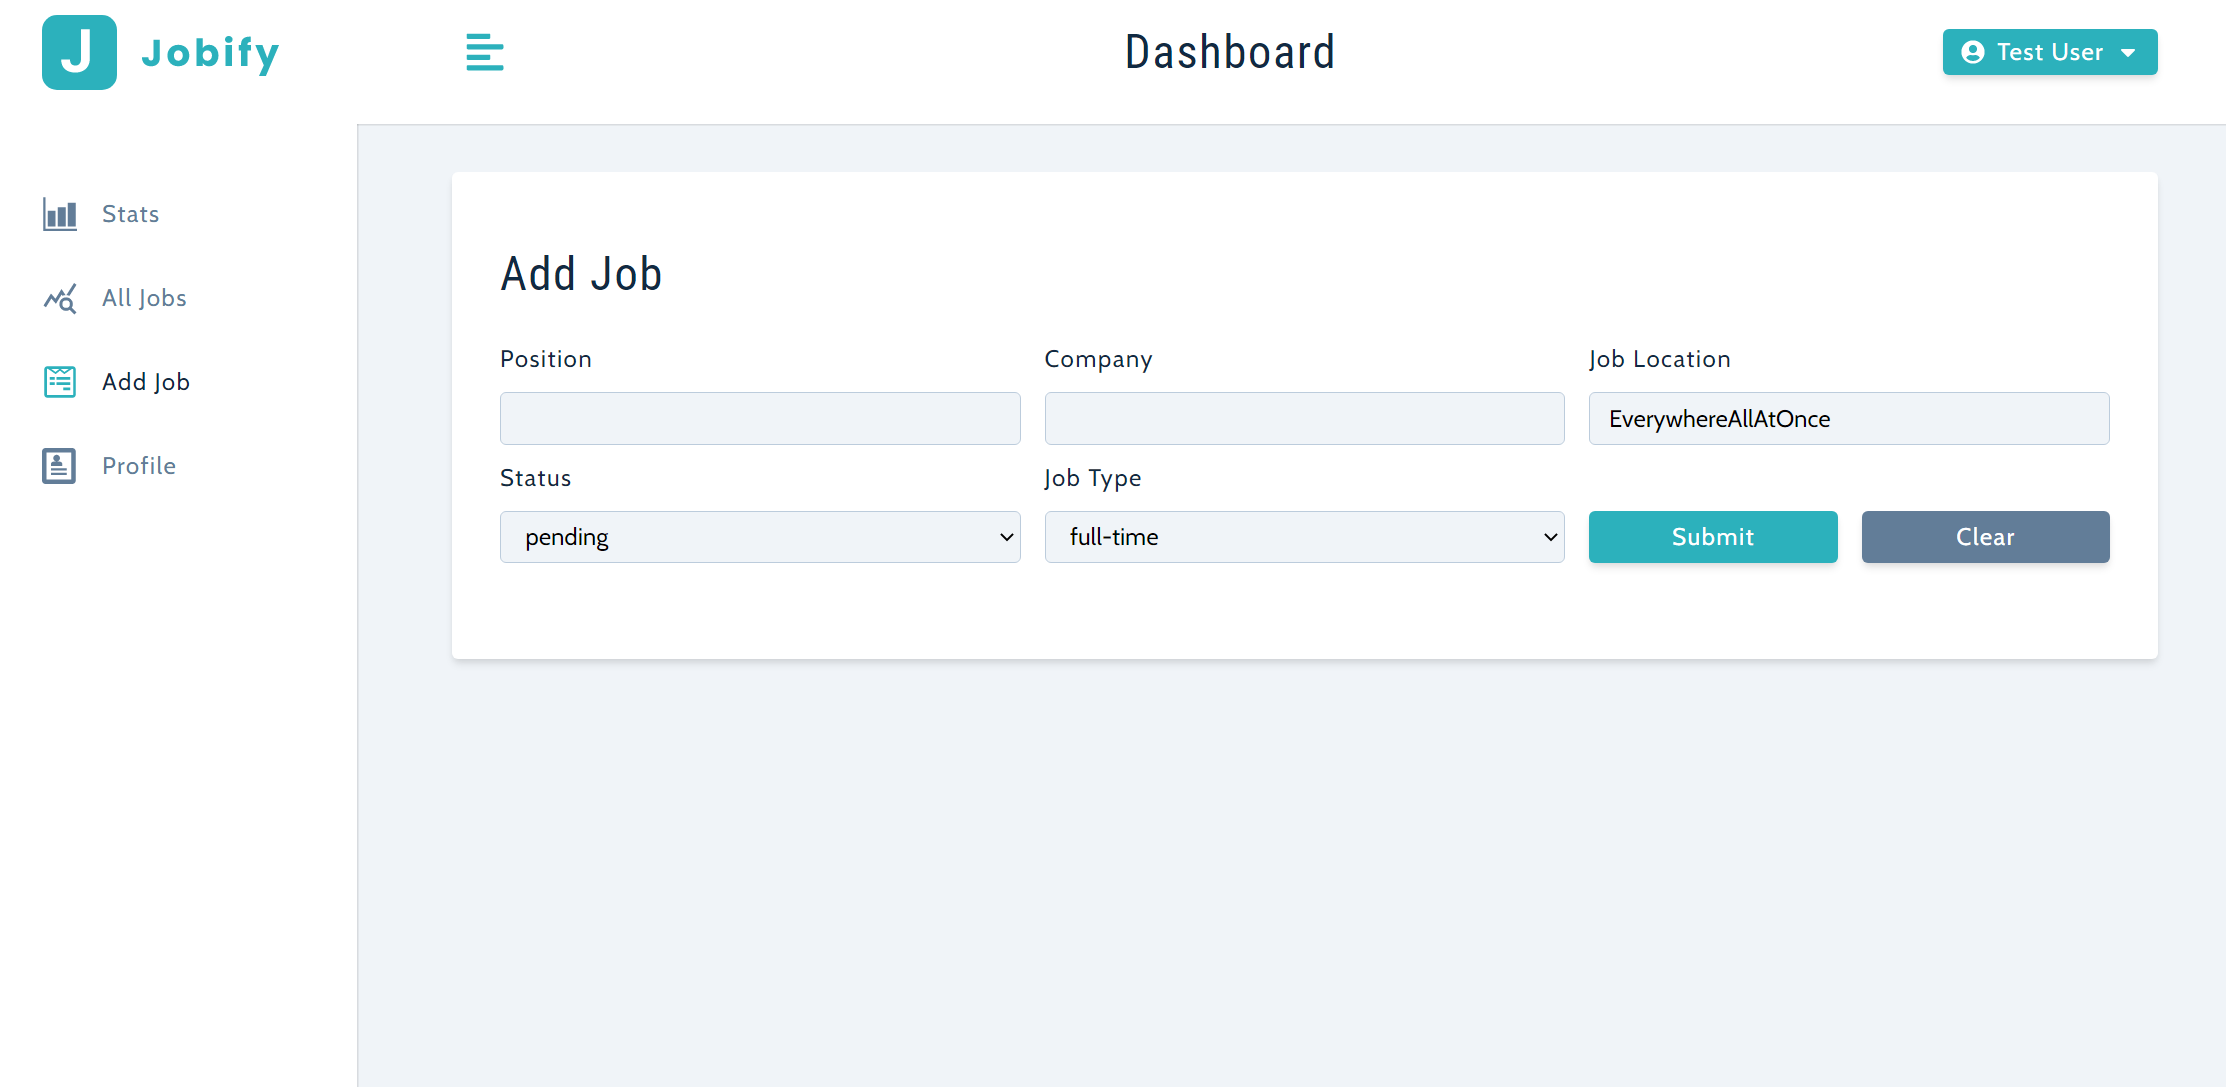 J Jobify
Dashboard
Test User
Stats
All Jobs
Add Job
Profile
Add Job
Position
Company
Job Location
EverywhereAllAtOnce
Status
Job Type
pending
full-time
Submit
Clear